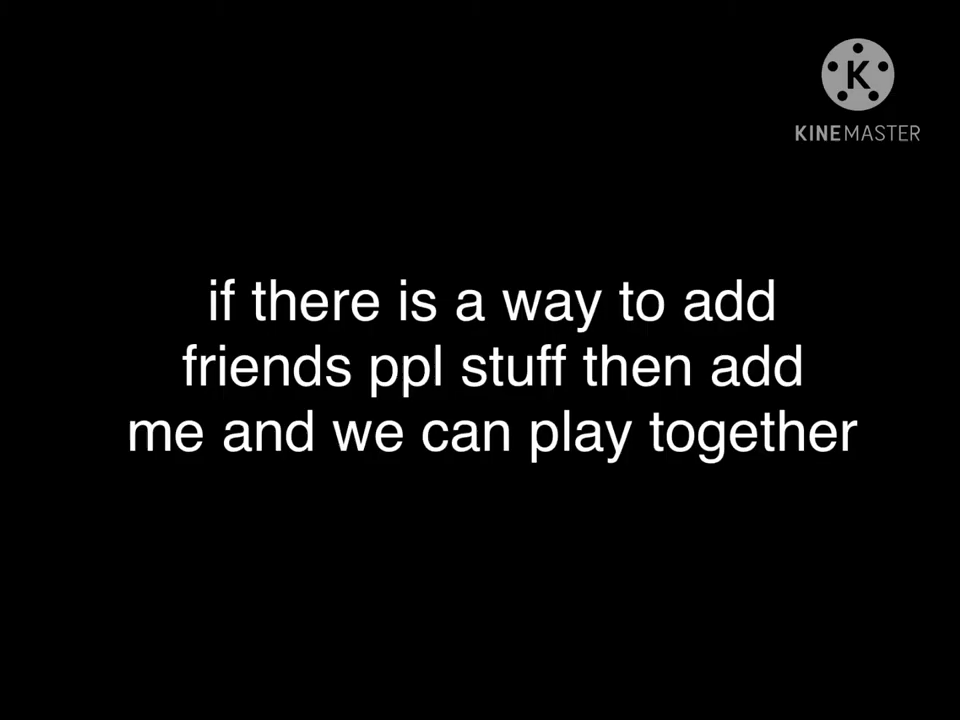 K
KINEMASTER
if there is a way to add
friends ppl stuff then add
me and we can play together